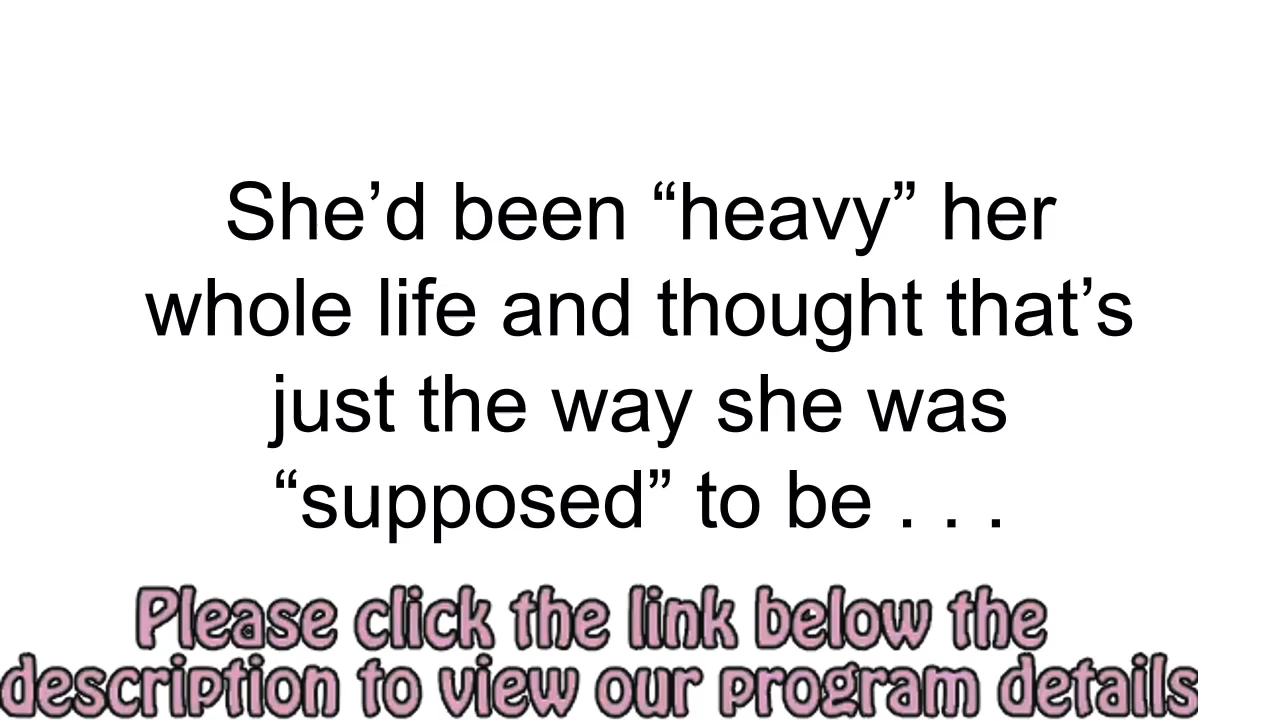 She’d been “heavy” her
whole life and thought that’s
just the way she was
“supposed” to be . . .
Please click the link below the
description to view our program details